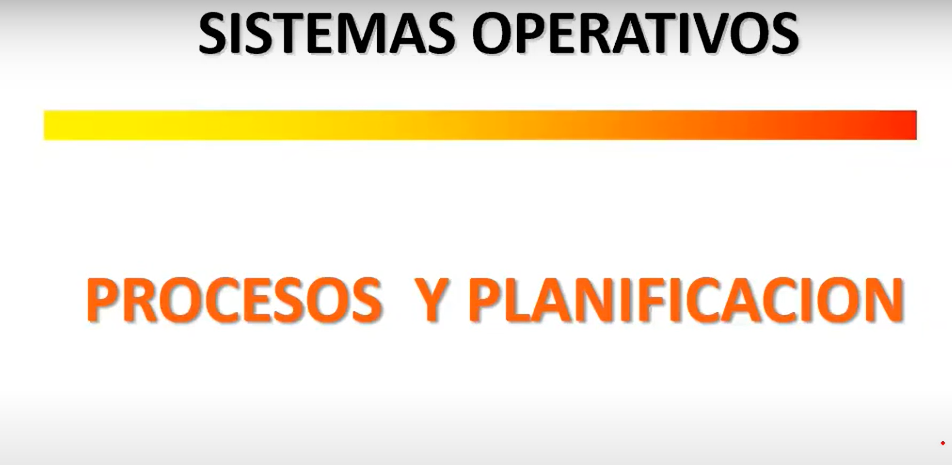 SISTEMAS OPERATIVOS
PROCESOS Y PLANIFICACION